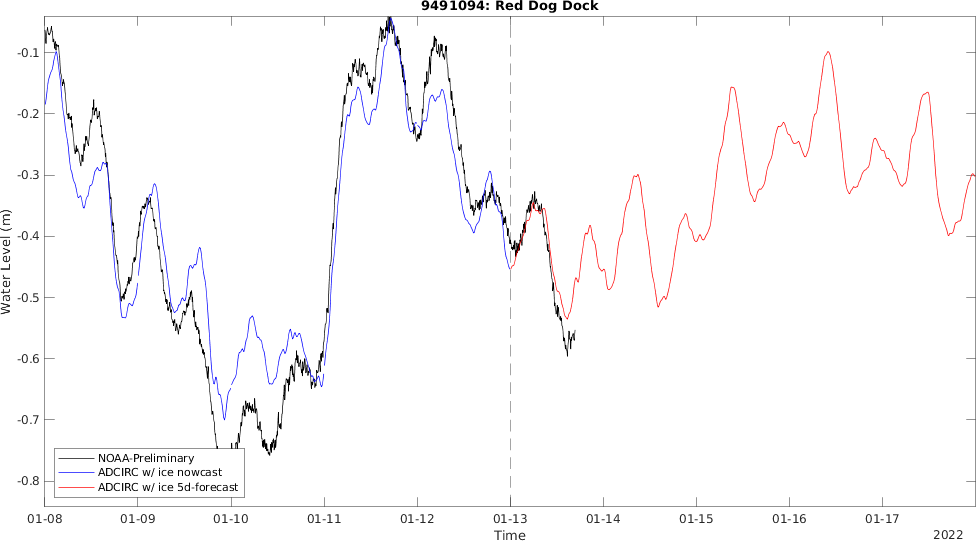 9491094: Red Dog Dock
Water Level (m)
-0.1
-0.2
-0.3
-0.4
-0.5
-0.6
-0.7
-0.8
NOAA-Preliminary
ADCIRC w/ ice nowcast
ADCIRC w/ ice 5d-forecast
01-08 01-09 01-10 01-11 01-12 01-13 01-14 01-15 01-16 01-17
Time
2022